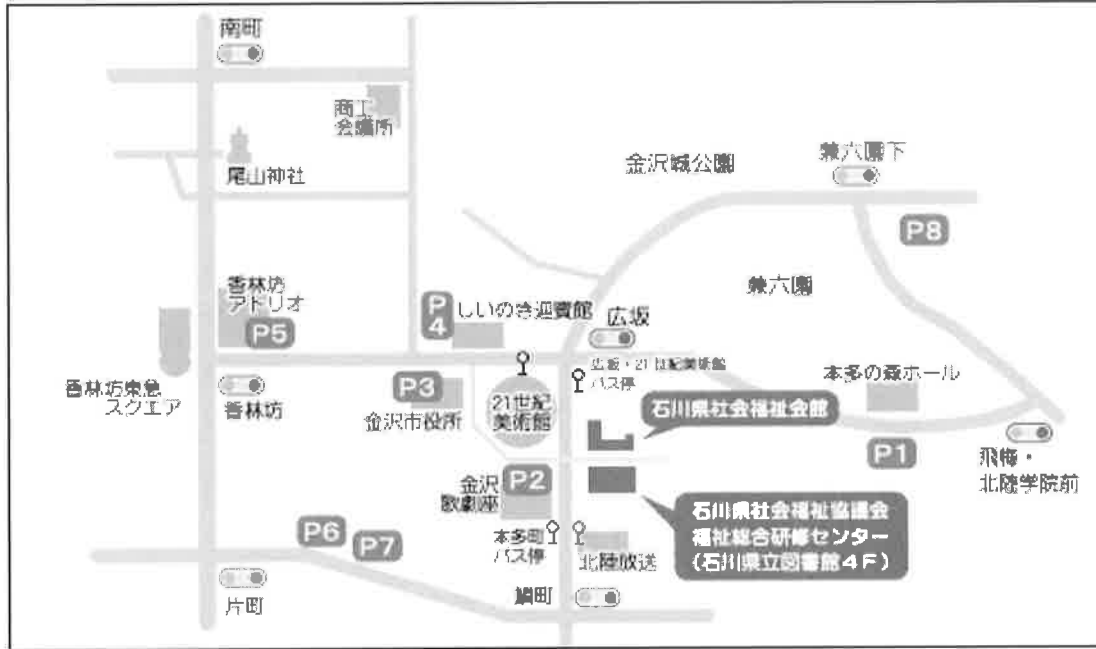 南町
商工
会議所
尾山神社
金沢城公園
兼六園下
P8
兼六園
香林坊
アトリオ
P5
P
4
しいのき迎賓館
広坂
広坂・21世紀美術館
バス停
香林坊東急
スクエア
香林坊
P3
金沢市役所
21世紀
美術館
石川県社会福祉会館
本多の森ホール
P1
飛梅・
北陸学院前
金沢
歌劇座
P2
石川県社会福祉協議会
福祉総合研修センター
(石川県立図書館4F)
P6
P7
本多町
バス停
北陸放送
片町
鱗町